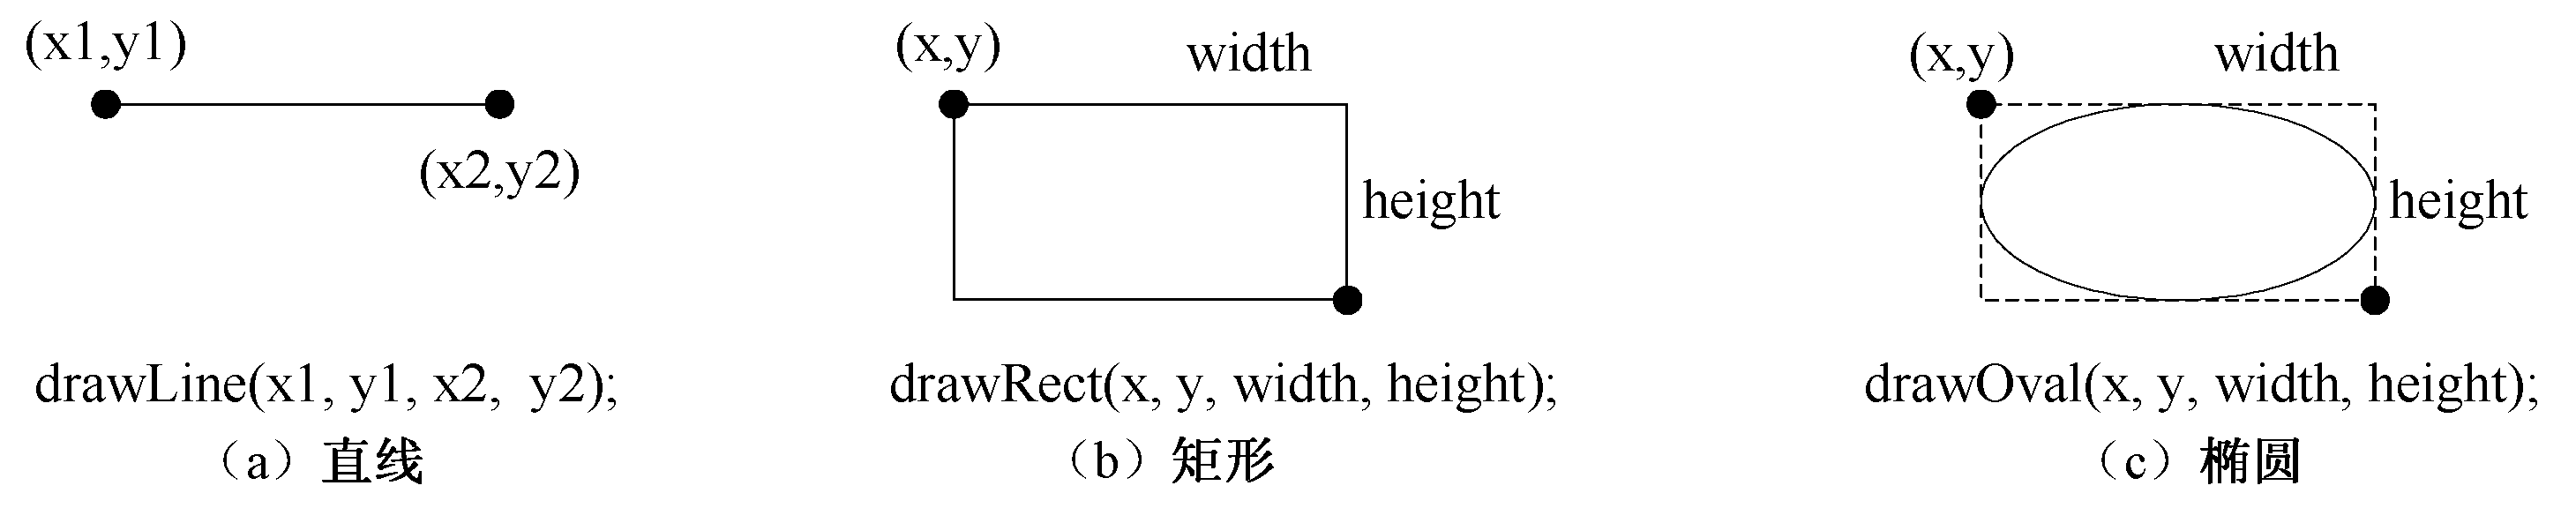 (x1,y1)
(x2,y2)
drawLine(x1, y1, x2, y2);
（a）直线
(x,y)
width
height
drawRect(x, y, width, height);
（b）矩形
(x,y)
width
height
drawOval(x, y, width, height);
（c）椭圆